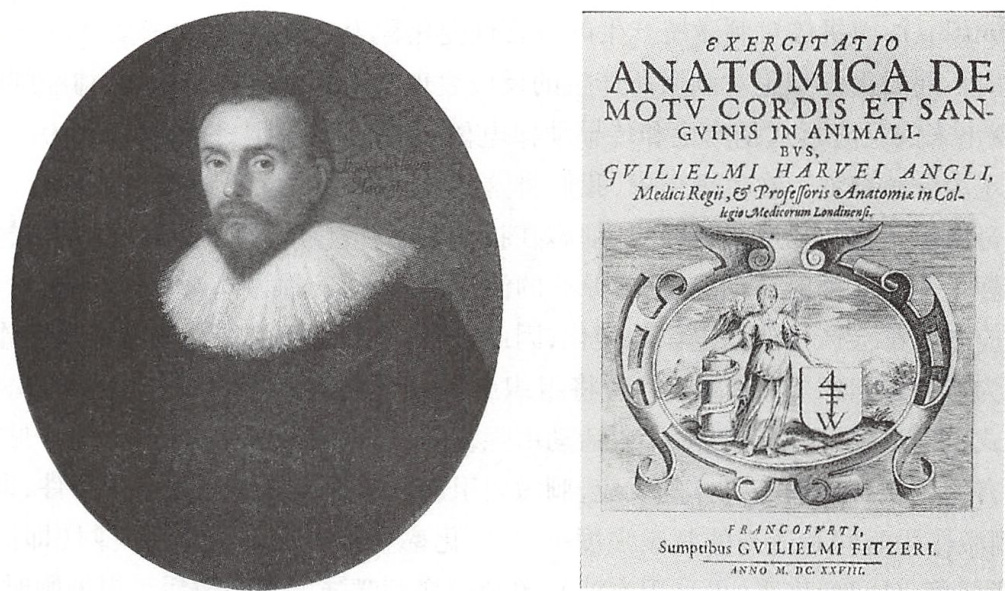 EXERCITATIO
ANATOMICA DE
MOTV CORDIS ET SAN-
GVINIS IN ANIMALI-
BVS,
GVILIELMI HARVEI ANGLI,
Medici Regii, & Professoris Anatomiæ in Col-
legio Medicorum Londinensi.
4
W
FRANCOFVRTI,
Sumptibus GVILIELMI FITZERI.
ANNO M. DC. XXVIII.